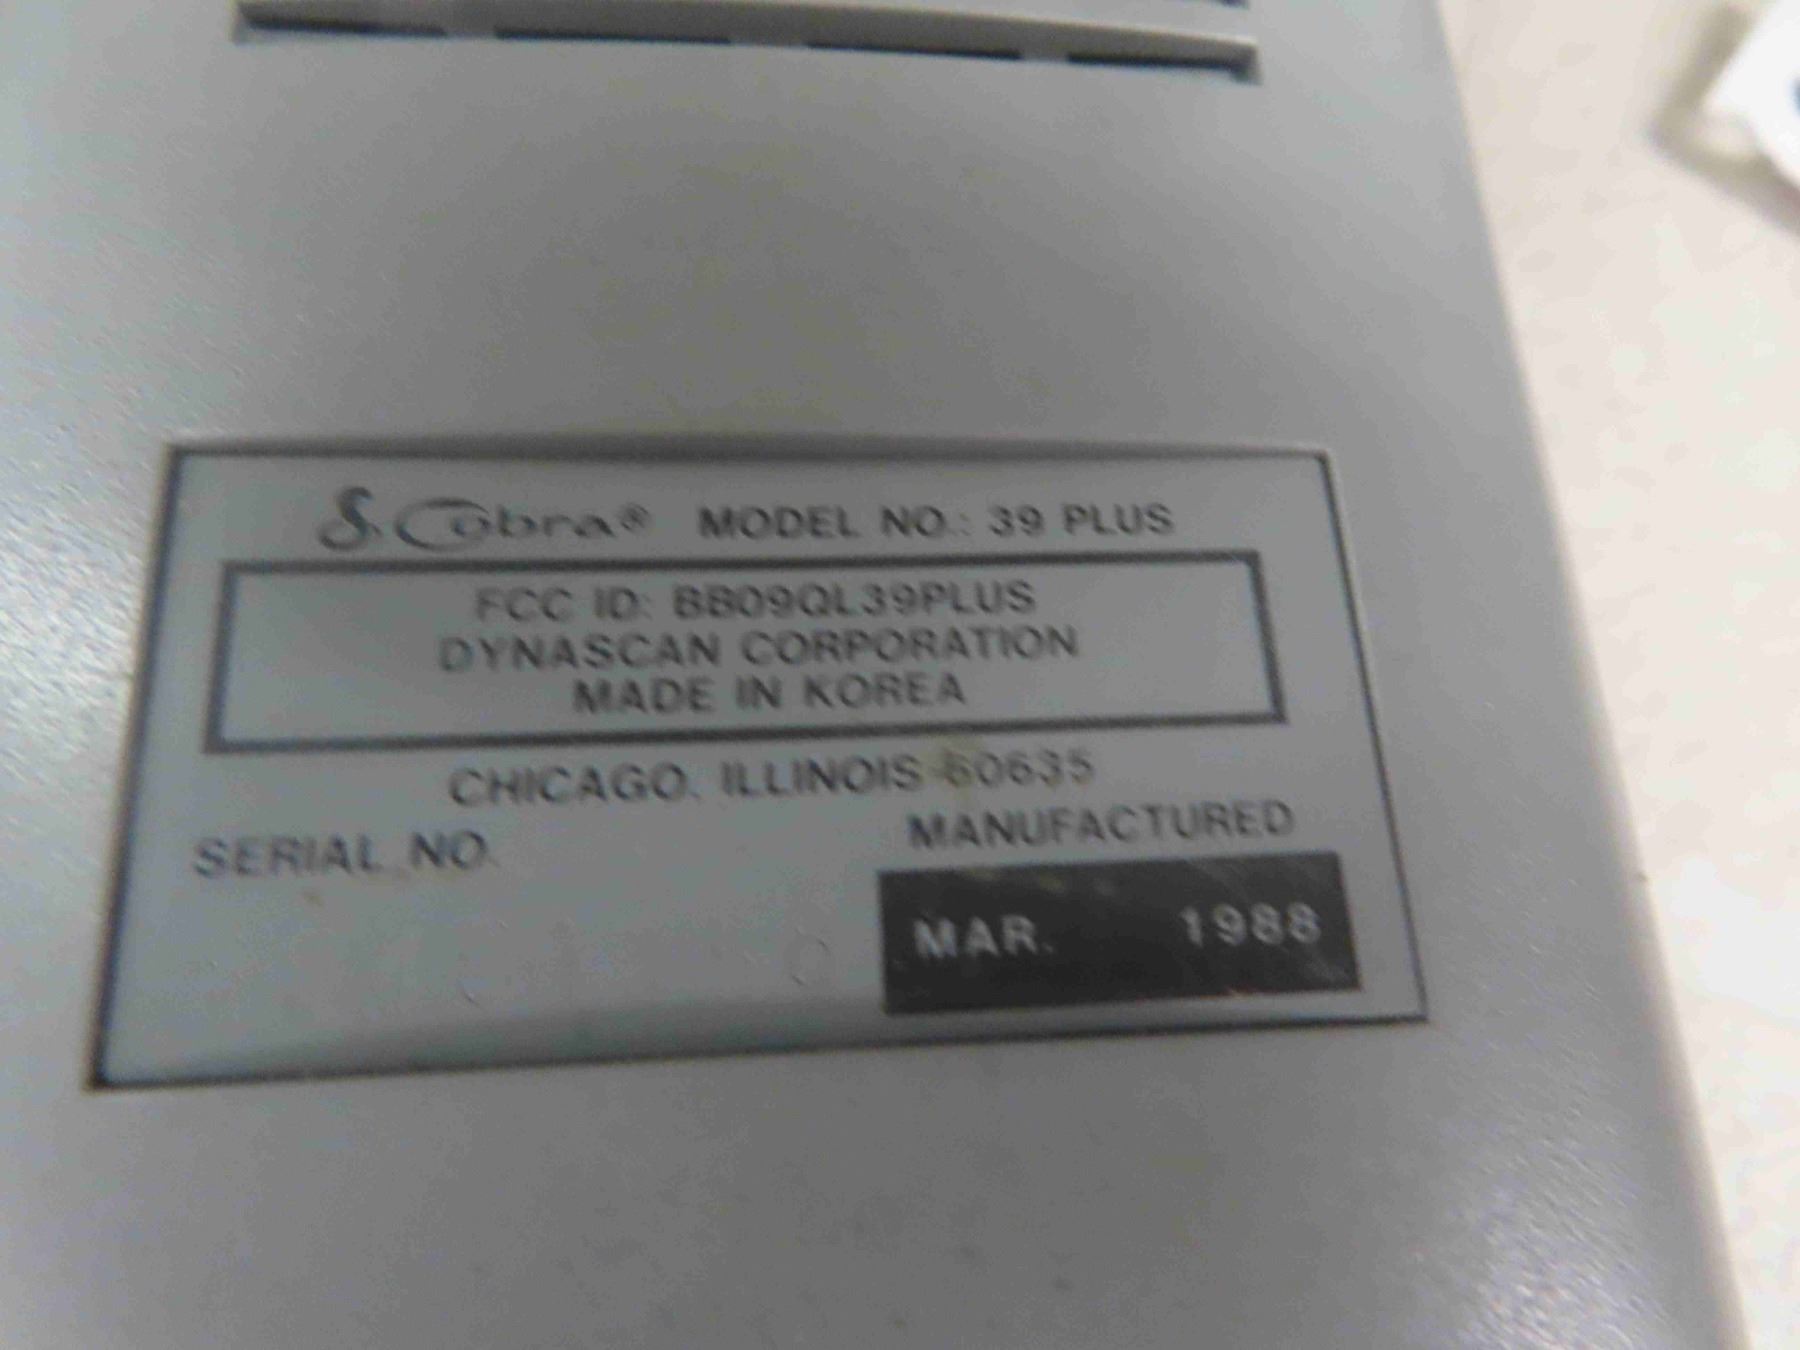 Cobra® MODEL NO.: 39 PLUS
FCC ID: BBO9QL39PLUS
DYNASCAN CORPORATION
MADE IN KOREA
CHICAGO, ILLINOIS 60635
SERIAL NO.
MANUFACTURED
MAR. 1988